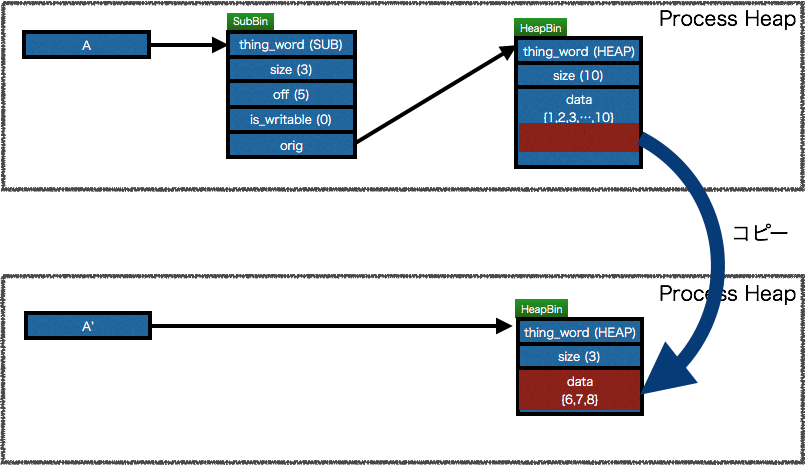 Process Heap
SubBin
HeapBin
A
thing_word (SUB)
size (3)
off (5)
is_writable (0)
orig
thing_word (HEAP)
size (10)
data
{1,2,3,…,10}
コピー
Process Heap
HeapBin
A'
thing_word (HEAP)
size (3)
data
{6,7,8}